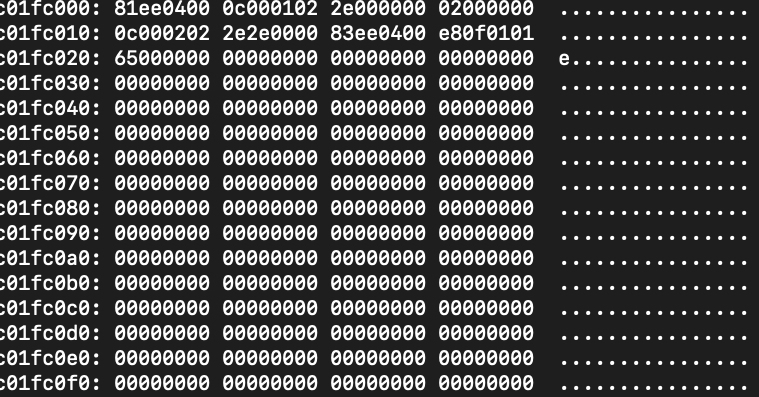 c01fc000: 81ee0400 0c000102 2e000000 02000000 ................
c01fc010: 0c000202 2e2e0000 83ee0400 e80f0101 ................
c01fc020: 65000000 00000000 00000000 00000000 e...............
c01fc030: 00000000 00000000 00000000 00000000 ................
c01fc040: 00000000 00000000 00000000 00000000 ................
c01fc050: 00000000 00000000 00000000 00000000 ................
c01fc060: 00000000 00000000 00000000 00000000 ................
c01fc070: 00000000 00000000 00000000 00000000 ................
c01fc080: 00000000 00000000 00000000 00000000 ................
c01fc090: 00000000 00000000 00000000 00000000 ................
c01fc0a0: 00000000 00000000 00000000 00000000 ................
c01fc0b0: 00000000 00000000 00000000 00000000 ................
c01fc0c0: 00000000 00000000 00000000 00000000 ................
c01fc0d0: 00000000 00000000 00000000 00000000 ................
c01fc0e0: 00000000 00000000 00000000 00000000 ................
c01fc0f0: 00000000 00000000 00000000 00000000 ................